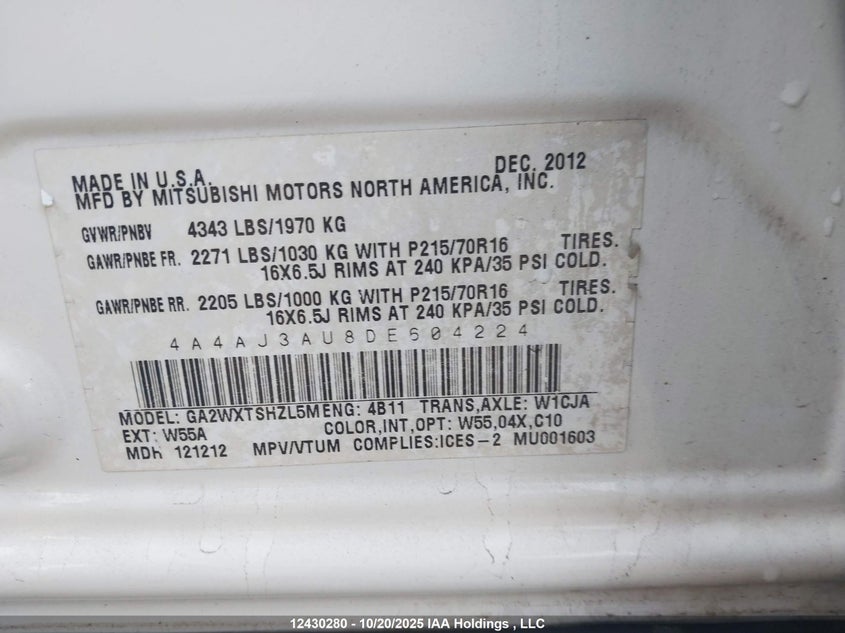 DEC. 2012
MADE IN U.S.A.
MFD BY MITSUBISHI MOTORS NORTH AMERICA, INC.
GVWR/PNBV 4343 LBS/1970 KG
GAWR/PNBE FR. 2271 LBS/1030 KG WITH P215/70R16 TIRES.
16X6.5J RIMS AT 240 KPA/35 PSI COLD.
GAWR/PNBE RR. 2205 LBS/1000 KG WITH P215/70R16 TIRES.
16X6.5J RIMS AT 240 KPA/35 PSI COLD.
4A4AJ3AU8DE604224
MODEL: GA2WXTSHZL5M ENG: 4B11 TRANS,AXLE: W1CJA
EXT: W55A COLOR,INT,OPT: W55,04X,C10
MDH 121212 MPV/VTUM COMPLIES:ICES-2 MU001603
12430280 - 10/20/2025 IAA Holdings , LLC